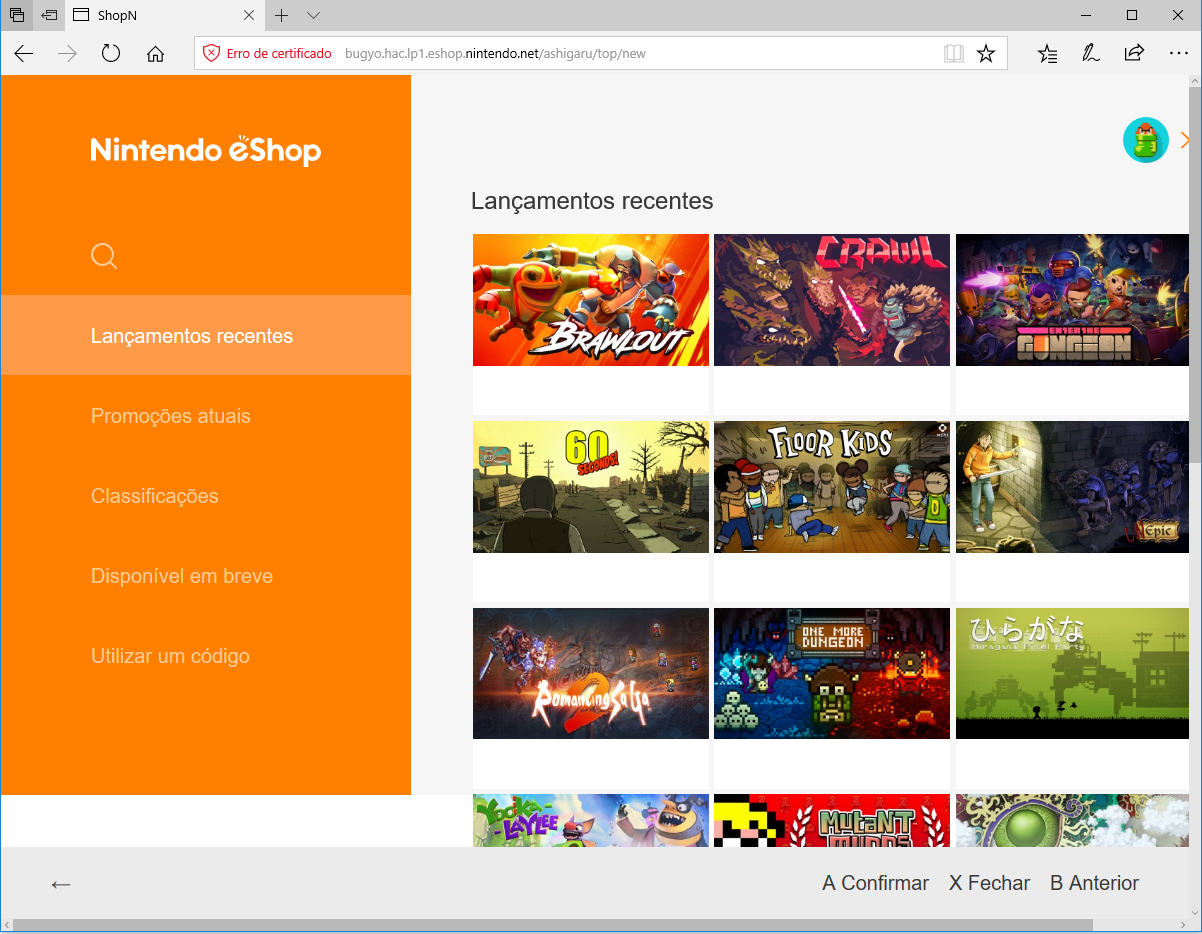 ShopN
Erro de certificado
bugyo.hac.lp1.eshop.nintendo.net/ashigaru/top/new
Nintendo eShop
Lançamentos recentes
Promoções atuais
Classificações
Disponível em breve
Utilizar um código
Lançamentos recentes
BRAWLOUT
CRAWL
ENTER THE
GUNGEON
60
SECONDS!
FLOOR KIDS
UnEpic
Romancing SaGa
2
ONE MORE
DUNGEON
ひらがな
Hiragana Pixel Party
YOOKA-
LAYLEE
MUTANT
MUDDS
A Confirmar
X Fechar
B Anterior